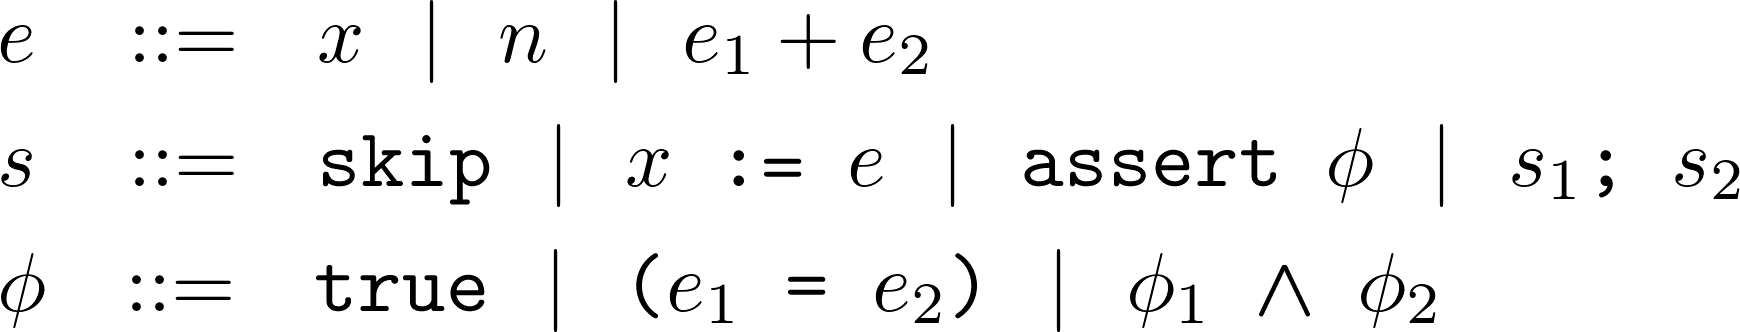 e ::= x | n | e₁ + e₂
s ::= skip | x := e | assert ϕ | s₁; s₂
ϕ ::= true | (e₁ = e₂) | ϕ₁ ∧ ϕ₂